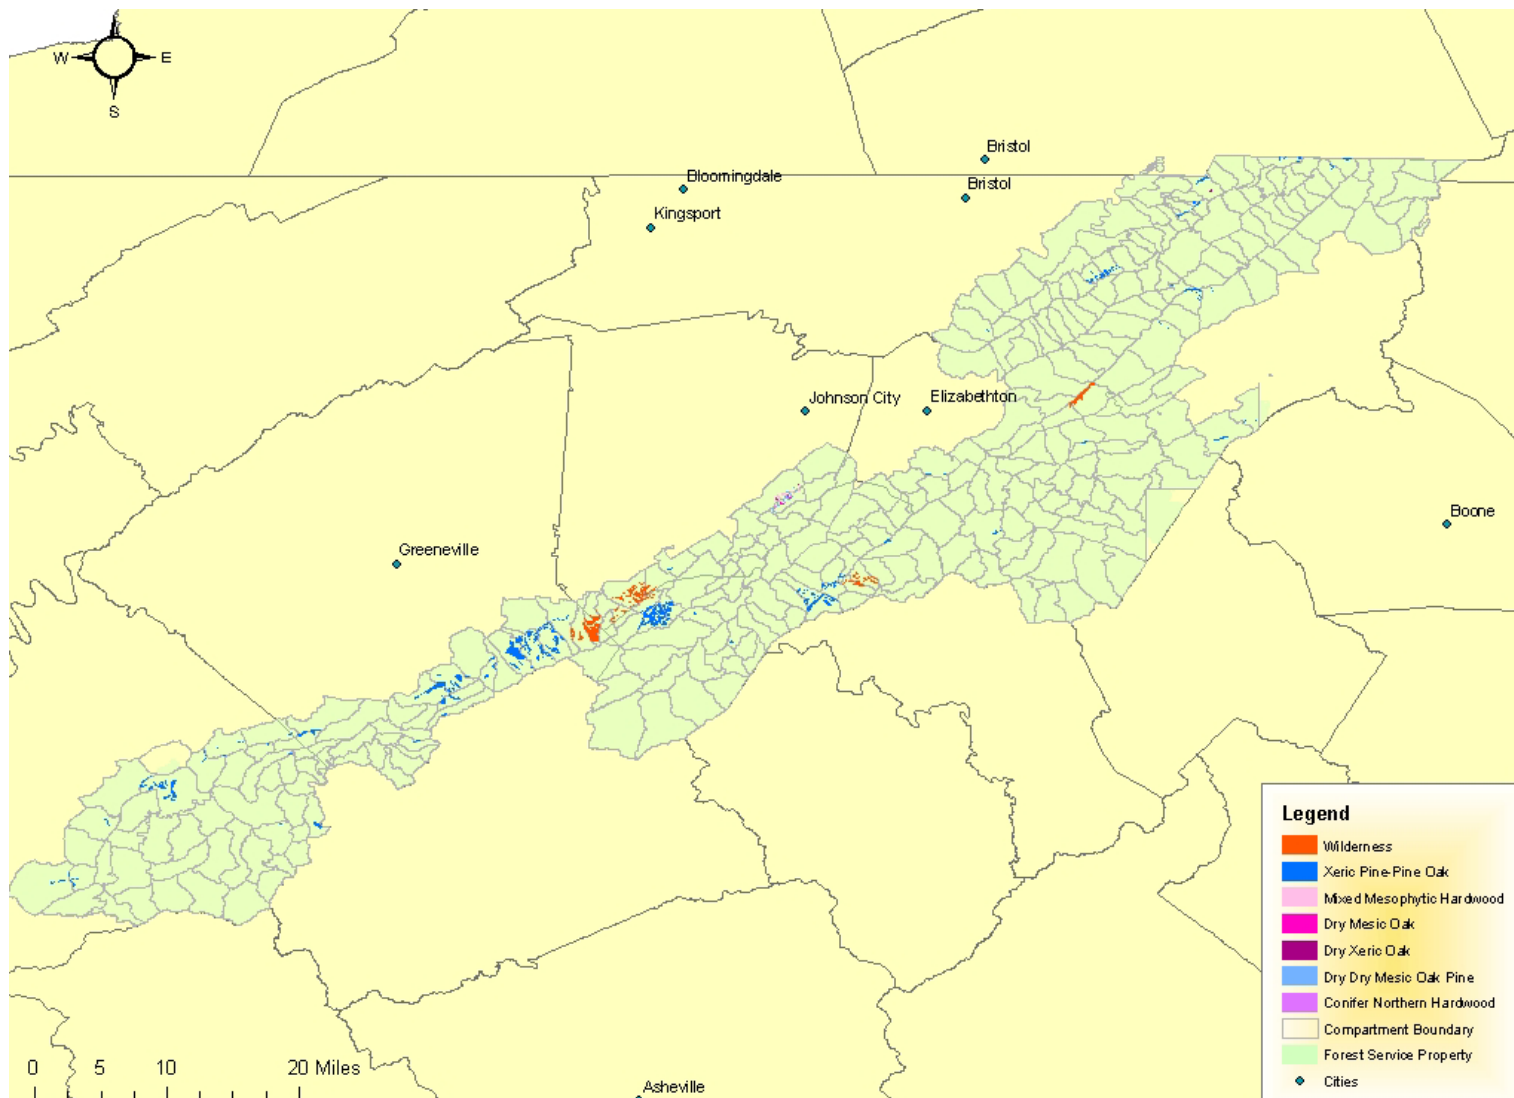 W E
S
Bristol
Bloomingdale
Bristol
Kingsport
Johnson City
Elizabethton
Boone
Greeneville
Legend
Wilderness
Xeric Pine-Pine Oak
Mixed Mesophytic Hardwood
Dry Mesic Oak
Dry Xeric Oak
Dry Dry Mesic Oak Pine
Conifer Northern Hardwood
Compartment Boundary
Forest Service Property
Cities
0 5 10 20 Miles
Asheville